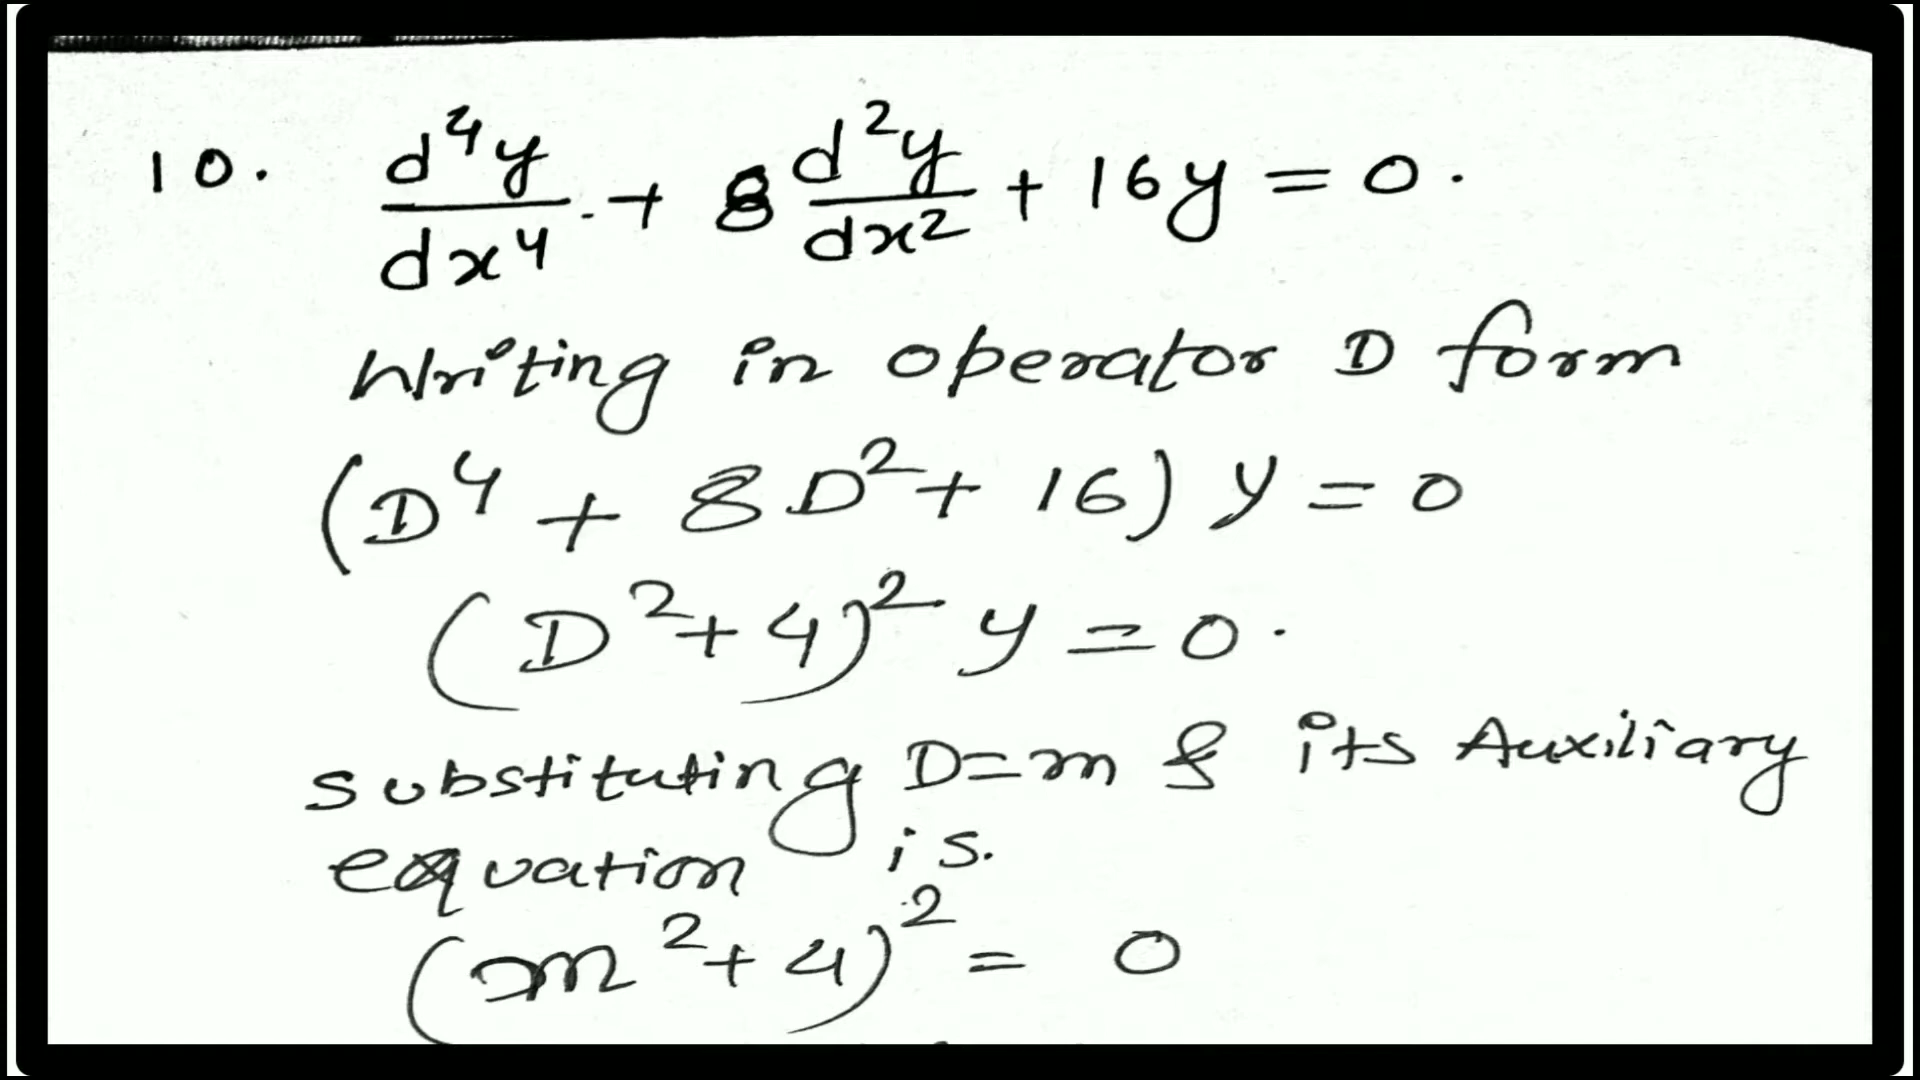 10. d⁴y/dx⁴ + 8 d²y/dx² + 16y = 0.
Writing in operator D form
(D⁴ + 8D² + 16) y = 0
(D² + 4)² y = 0.
substituting D=m & its Auxiliary
equation is.
(m² + 4)² = 0